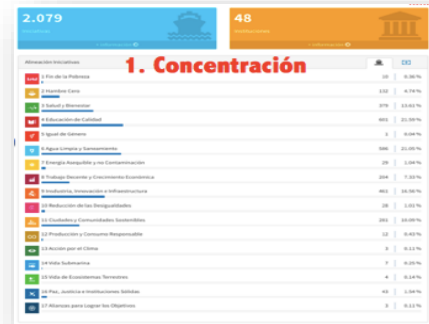 2.079
48
Alineación Iniciativas
1. Concentración
1 Fin de la Pobreza 10 0.36 %
2 Hambre Cero 132 4.74 %
3 Salud y Bienestar 379 13.62 %
4 Educación de Calidad 601 21.59 %
5 Igual de Género 1 0.04 %
6 Agua Limpia y Saneamiento 586 21.05 %
7 Energía Asequible y no Contaminación 29 1.04 %
8 Trabajo Decente y Crecimiento Económico 204 7.33 %
9 Industria, Innovación e Infraestructura 461 16.56 %
10 Reducción de las Desigualdades 28 1.01 %
11 Ciudades y Comunidades Sostenibles 281
12 Producción y Consumo Responsable 12 0.43 %
13 Acción por el Clima 3 0.11 %
14 Vida Submarina 7 0.25 %
15 Vida de Ecosistemas Terrestres 4 0.14 %
16 Paz, Justicia e Instituciones Sólidas 43 1.54 %
17 Alianzas para Lograr los Objetivos 3 0.11 %